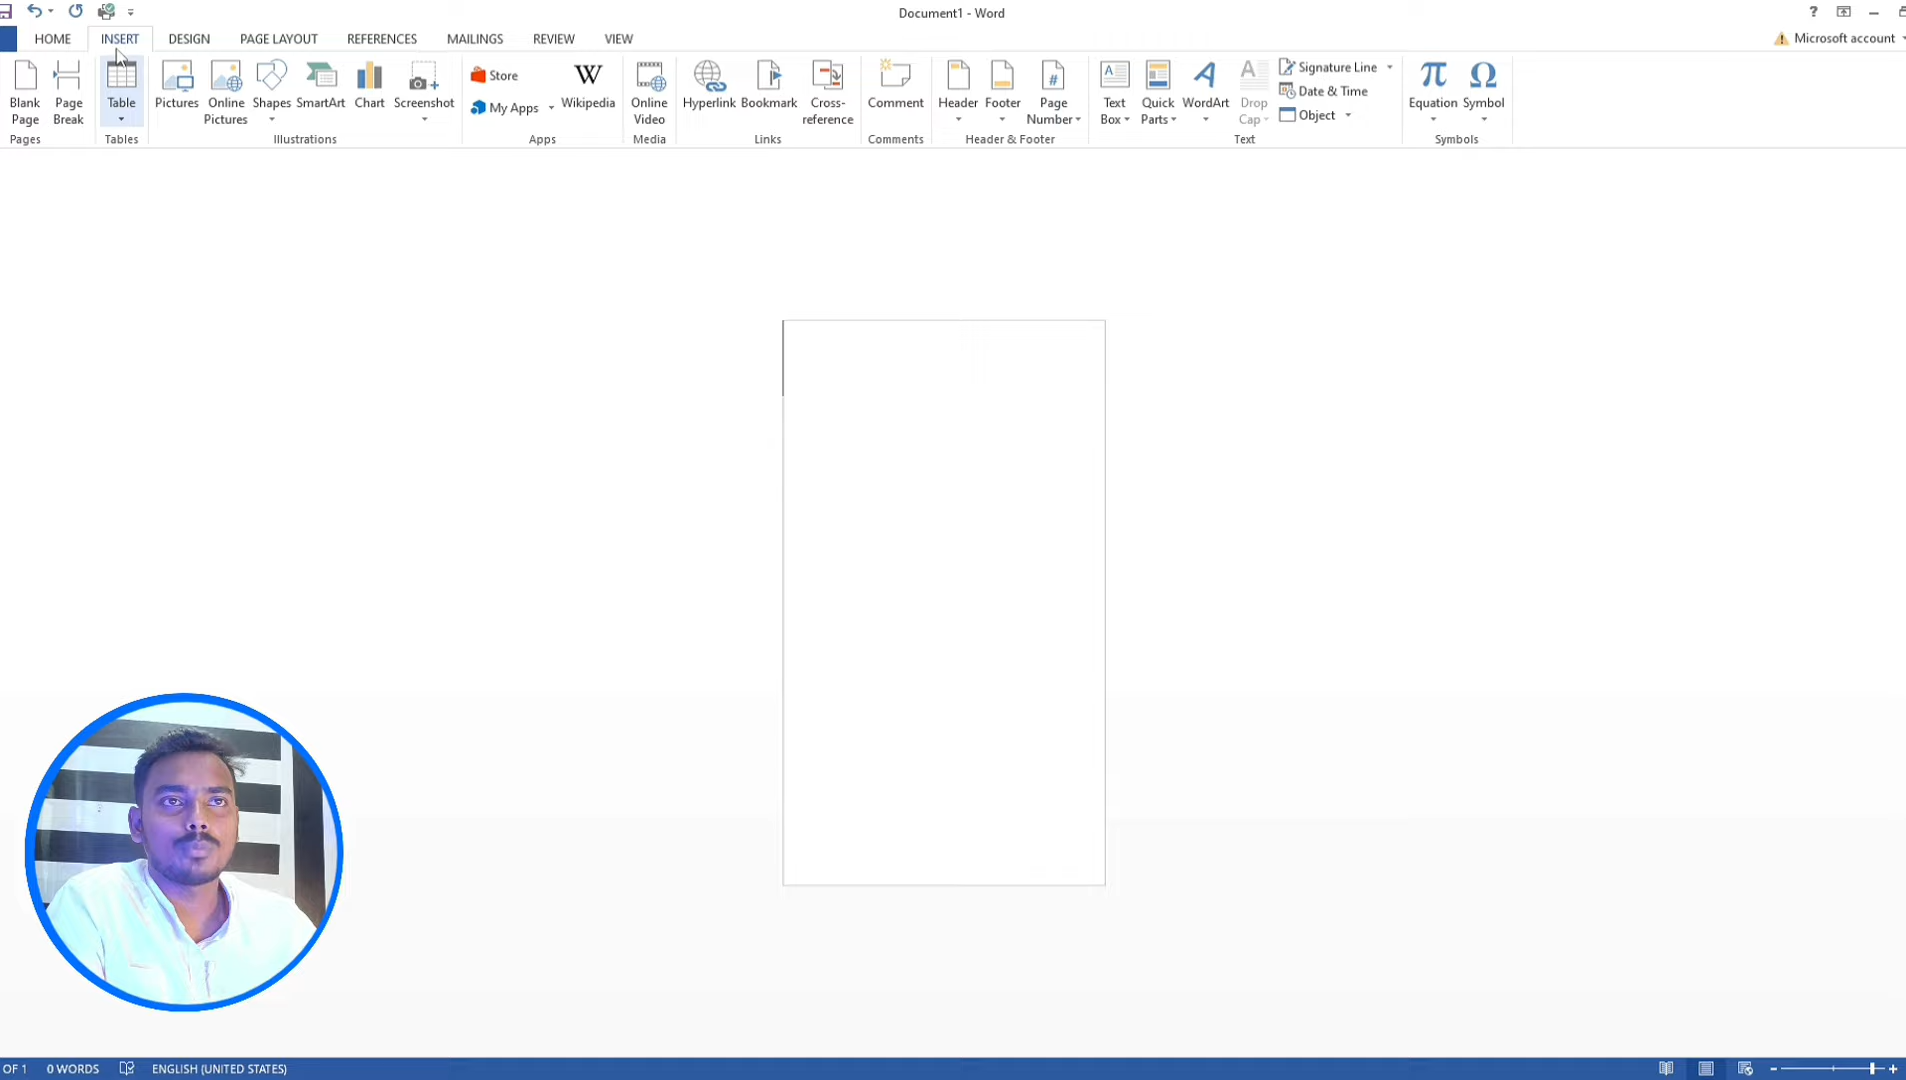 Document1 - Word
?
HOME
INSERT
DESIGN
PAGE LAYOUT
REFERENCES
MAILINGS
REVIEW
VIEW
Microsoft account
Blank
Page
Page
Break
Table
Pictures
Online
Pictures
Shapes
SmartArt
Chart
Screenshot
Store
My Apps
W
Wikipedia
Online
Video
Hyperlink
Bookmark
Cross-
reference
Comment
Header
Footer
#
Page
Number
A
Text
Box
Quick
Parts
A
WordArt
A
Drop
Cap
Signature Line
Date & Time
Object
π
Equation
Ω
Symbol
Pages
Tables
Illustrations
Apps
Media
Links
Comments
Header & Footer
Text
Symbols
OF 1
0 WORDS
ENGLISH (UNITED STATES)